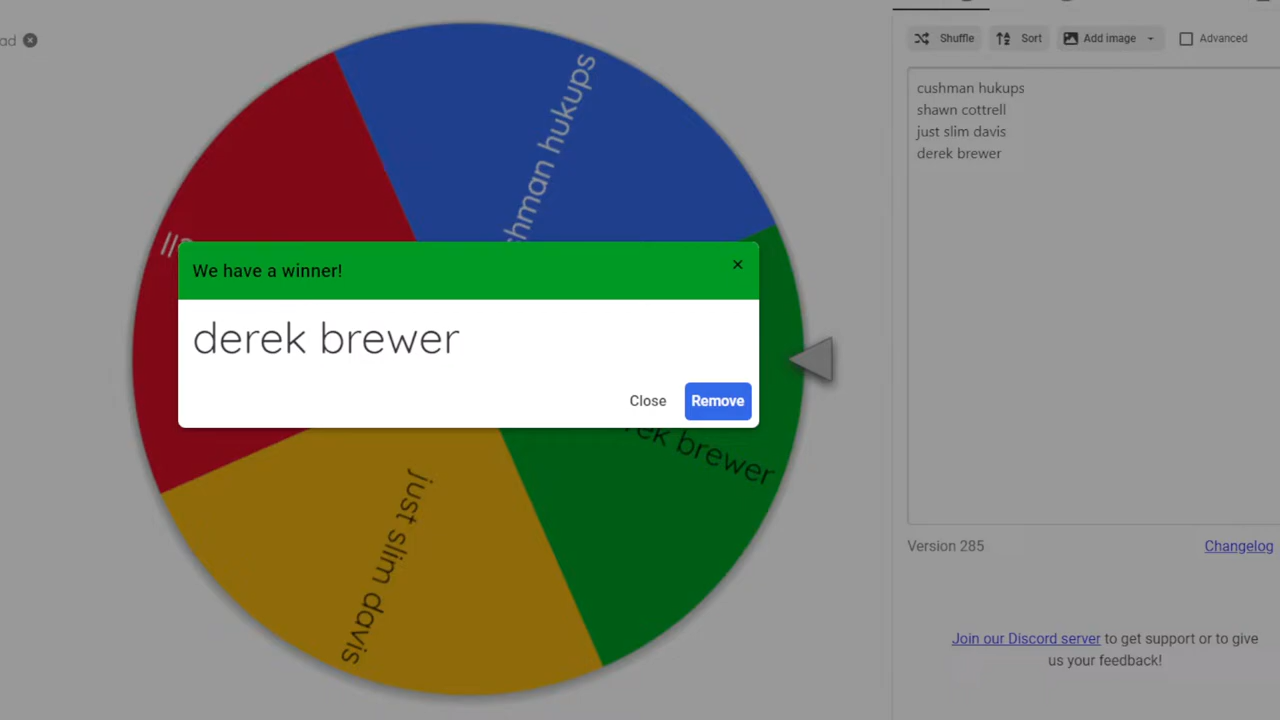 ad
Shuffle
Sort
Add image
Advanced
cushman hukups
shawn cottrell
just slim davis
derek brewer
hman hukups
ll
We have a winner!
derek brewer
Close
Remove
ek brewer
just slim davis
Version 285
Changelog
Join our Discord server to get support or to give
us your feedback!